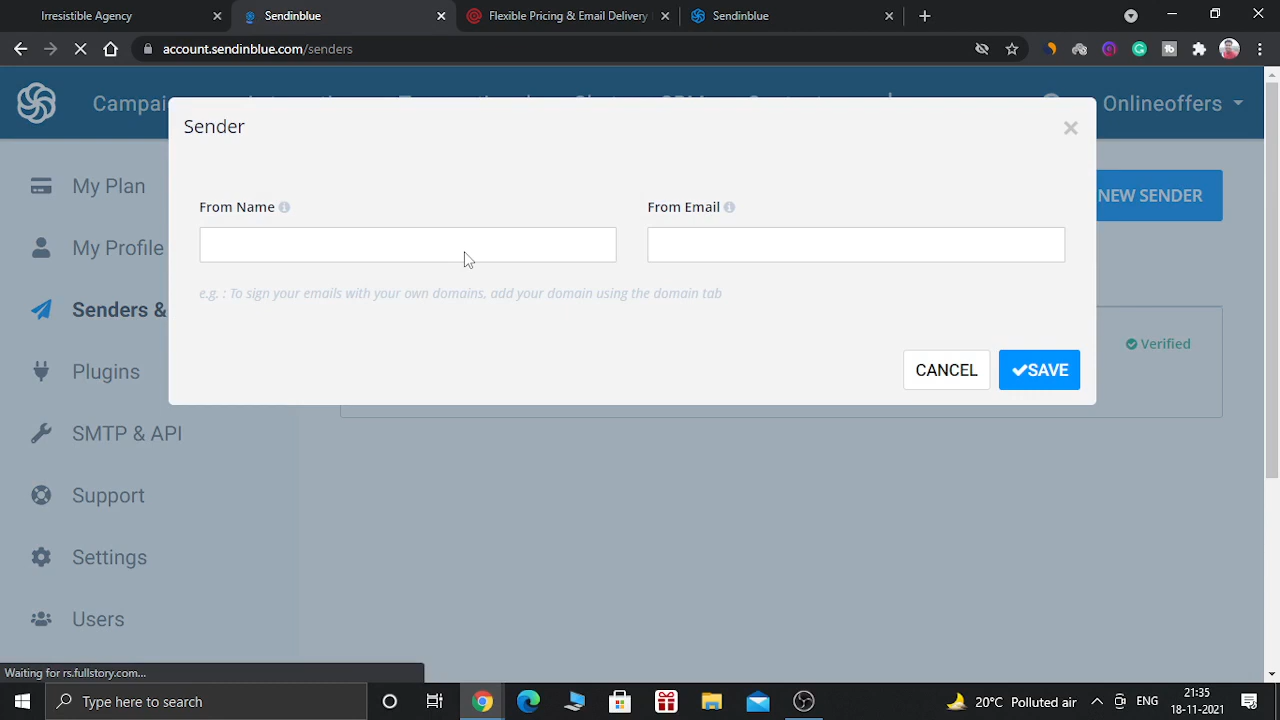 Irresistible Agency
Sendinblue
Flexible Pricing & Email Delivery
Sendinblue
account.sendinblue.com/senders
Campai
Onlineoffers
Sender
My Plan
NEW SENDER
From Name
From Email
My Profile
e.g. : To sign your emails with your own domains, add your domain using the domain tab
Senders &
Verified
Plugins
CANCEL
SAVE
SMTP & API
Support
Settings
Users
Waiting for rs.fullstory.com...
Type here to search
20°C Polluted air
ENG
21:35
18-11-2021